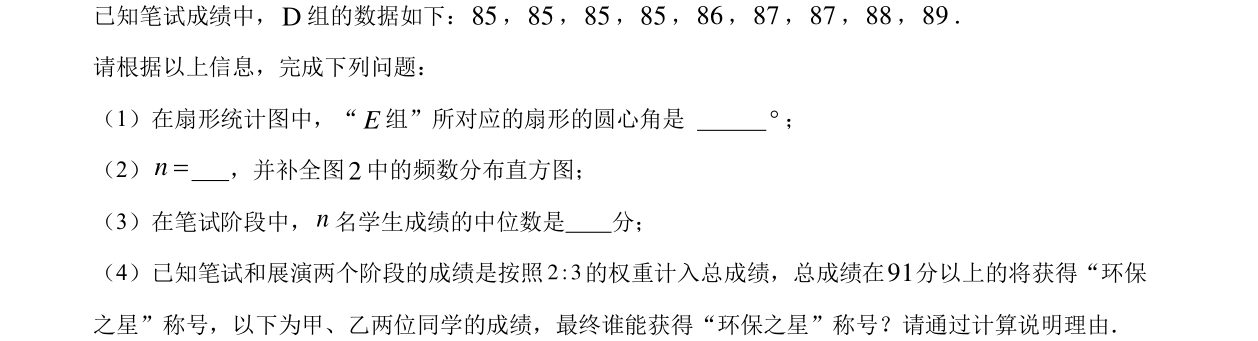 已知笔试成绩中，D 组的数据如下：85，85，85，85，86，87，87，88，89．
请根据以上信息，完成下列问题：
（1）在扇形统计图中，“E 组”所对应的扇形的圆心角是 ______°；
（2）n =___，并补全图 2 中的频数分布直方图；
（3）在笔试阶段中，n 名学生成绩的中位数是____分；
（4）已知笔试和展演两个阶段的成绩是按照 2:3 的权重计入总成绩，总成绩在 91 分以上的将获得“环保
之星”称号，以下为甲、乙两位同学的成绩，最终谁能获得“环保之星”称号？请通过计算说明理由．